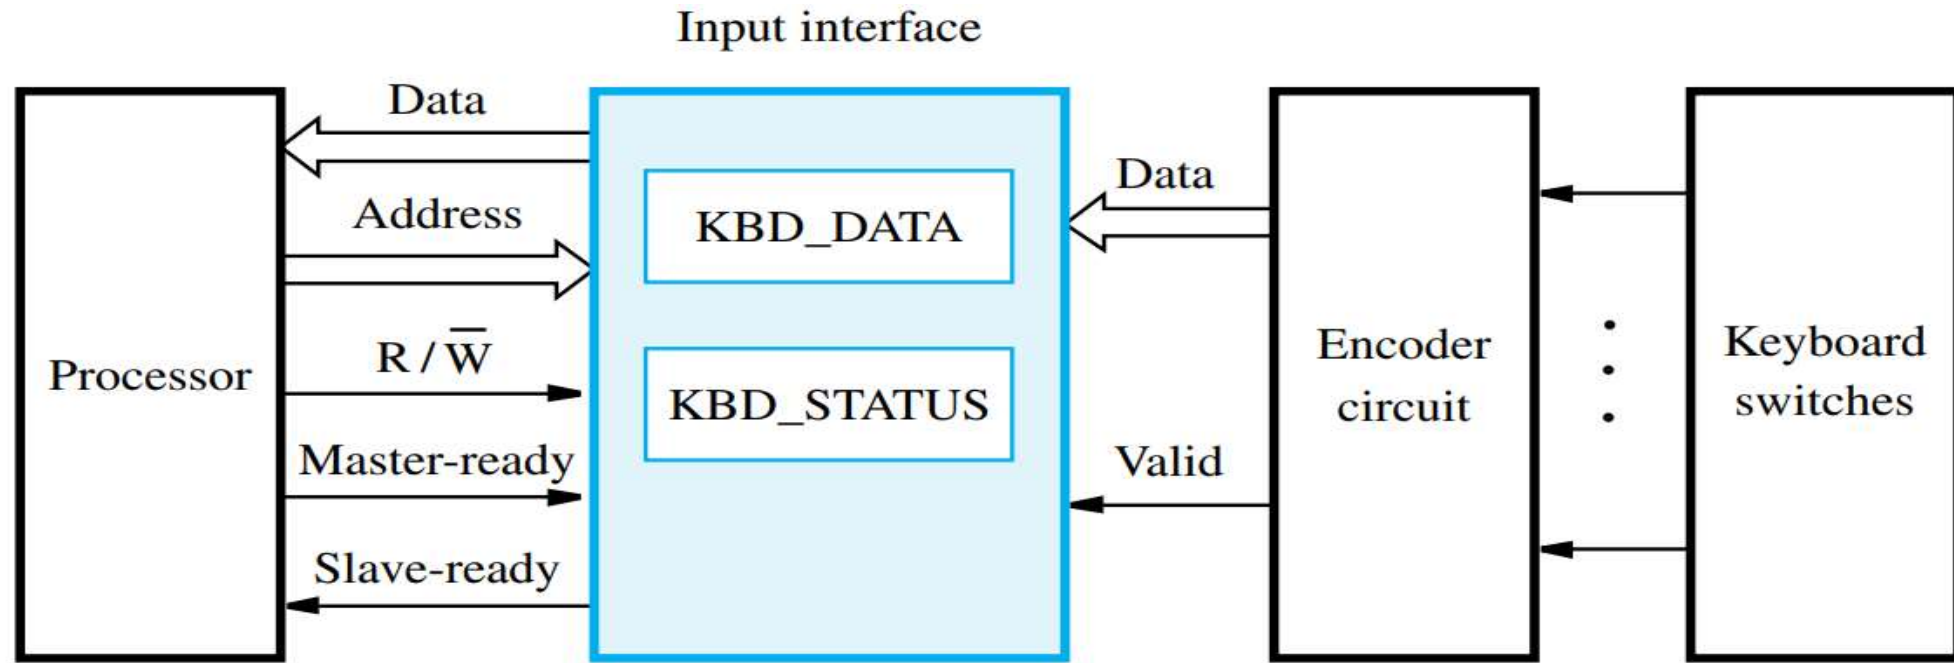 Input interface
Data
Address
R / W̅
Master-ready
Slave-ready
Processor
KBD_DATA
KBD_STATUS
Data
Valid
Encoder
circuit
Keyboard
switches